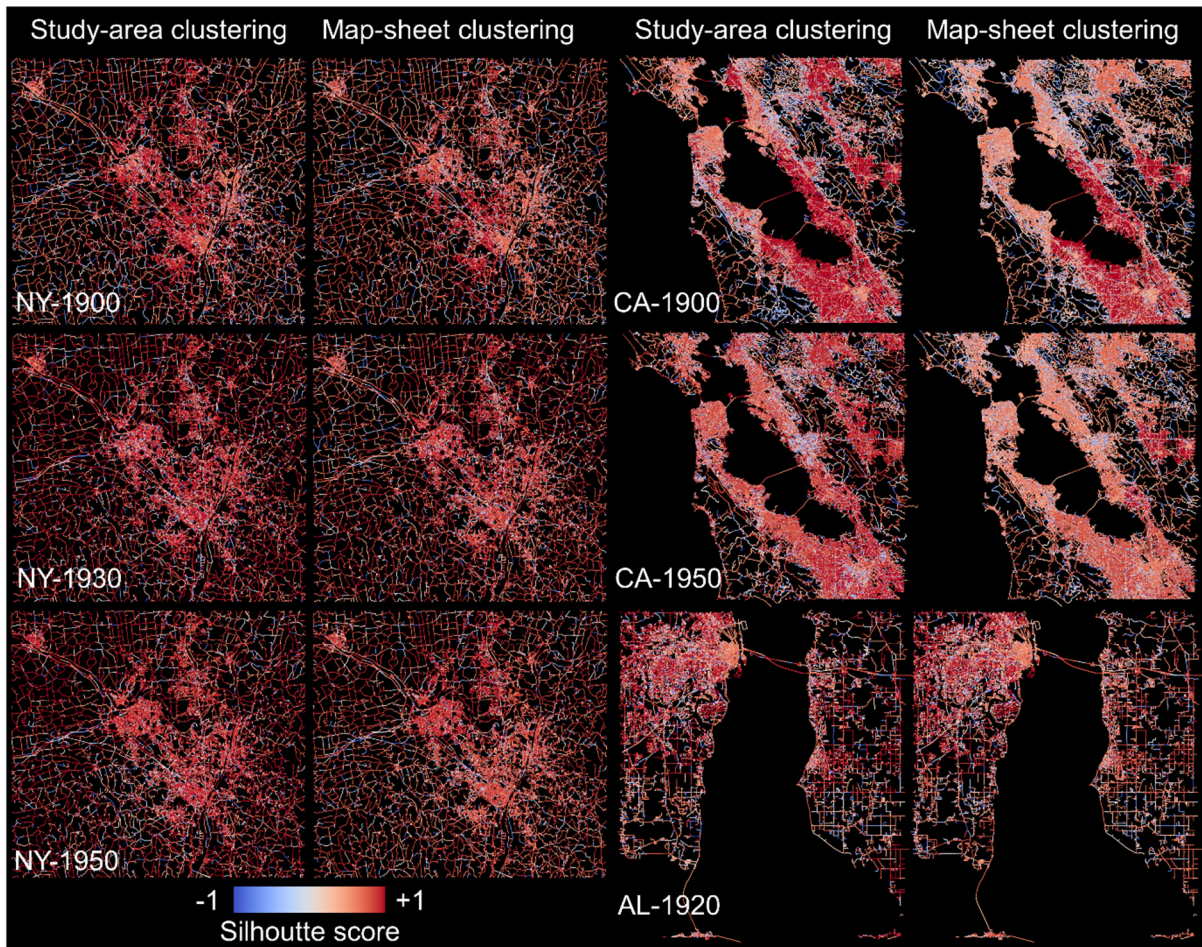 Study-area clustering Map-sheet clustering Study-area clustering Map-sheet clustering
NY-1900 CA-1900
NY-1930 CA-1950
NY-1950 AL-1920
-1 +1
Silhoutte score